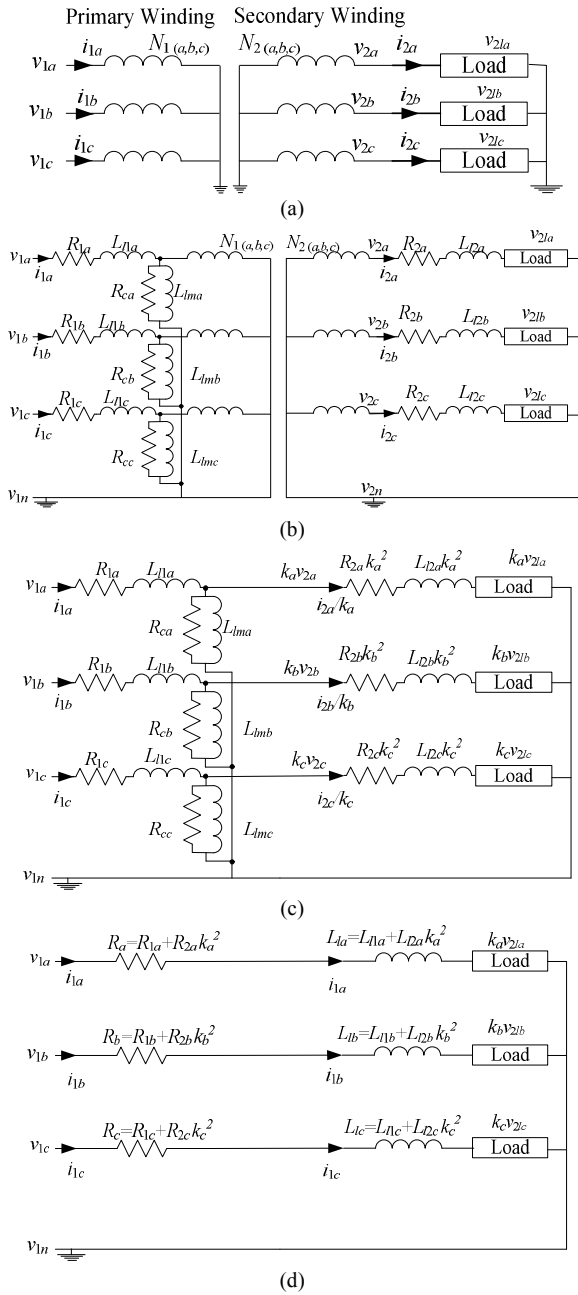 Primary Winding Secondary Winding
v1a i1a N1 (a,b,c) N2 (a,b,c) v2a i2a Load v2la
v1b i1b v2b i2b Load v2lb
v1c i1c v2c i2c Load v2lc
(a)
v1a i1a R1a Ll1a N1 (a,b,c) N2 (a,b,c) v2a i2a R2a Ll2a Load v2la
Rca Llma
v1b i1b R1b Ll1b v2b i2b R2b Ll2b Load v2lb
Rcb Llmb
v1c i1c R1c Ll1c v2c i2c R2c Ll2c Load v2lc
Rcc Llmc
v1n v2n
(b)
v1a i1a R1a Ll1a kav2a i2a/ka R2aka² Ll2aka² Load kav2la
Rca Llma
v1b i1b R1b Ll1b kbv2b i2b/kb R2bkb² Ll2bkb² Load kbv2lb
Rcb Llmb
v1c i1c R1c Ll1c kcv2c i2c/kc R2ckc² Ll2ckc² Load kcv2lc
Rcc Llmc
v1n
(c)
v1a i1a Ra=R1a+R2aka² i1a Lla=Ll1a+Ll2aka² Load kav2la
v1b i1b Rb=R1b+R2bkb² i1b Llb=Ll1b+Ll2bkb² Load kbv2lb
v1c i1c Rc=R1c+R2ckc² i1c Llc=Ll1c+Ll2ckc² Load kcv2lc
v1n
(d)